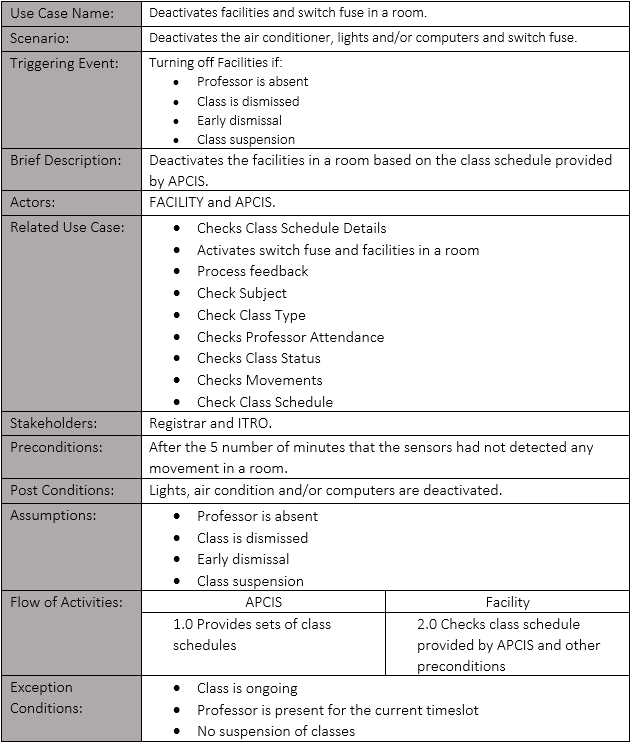 Use Case Name: Deactivates facilities and switch fuse in a room.
Scenario: Deactivates the air conditioner, lights and/or computers and switch fuse.
Triggering Event: Turning off Facilities if:
• Professor is absent
• Class is dismissed
• Early dismissal
• Class suspension
Brief Description: Deactivates the facilities in a room based on the class schedule provided
by APCIS.
Actors: FACILITY and APCIS.
Related Use Case: • Checks Class Schedule Details
• Activates switch fuse and facilities in a room
• Process feedback
• Check Subject
• Check Class Type
• Checks Professor Attendance
• Checks Class Status
• Checks Movements
• Check Class Schedule
Stakeholders: Registrar and ITRO.
Preconditions: After the 5 number of minutes that the sensors had not detected any
movement in a room.
Post Conditions: Lights, air condition and/or computers are deactivated.
Assumptions: • Professor is absent
• Class is dismissed
• Early dismissal
• Class suspension
Flow of Activities: APCIS Facility
1.0 Provides sets of class 2.0 Checks class schedule
schedules provided by APCIS and other
preconditions
Exception • Class is ongoing
Conditions: • Professor is present for the current timeslot
• No suspension of classes